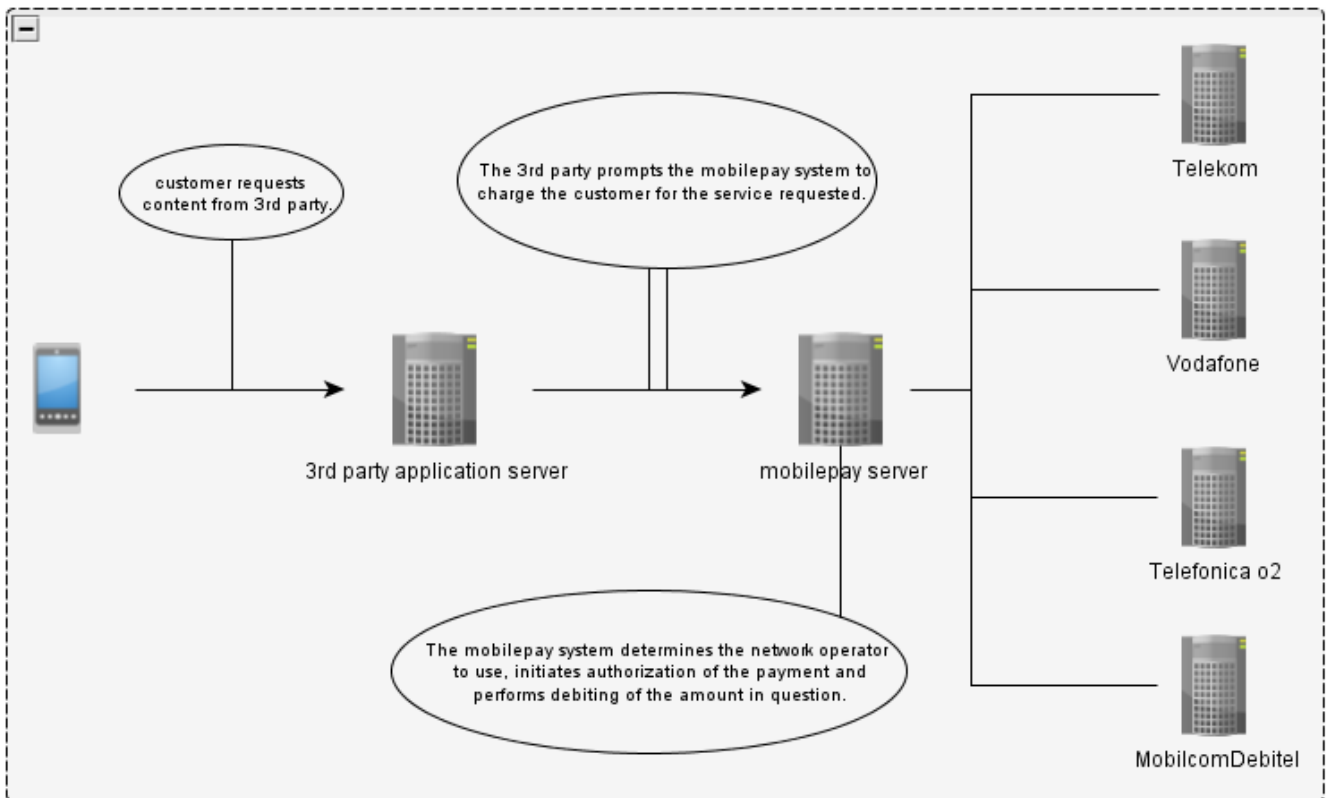 customer requests
content from 3rd party.
The 3rd party prompts the mobilepay system to
charge the customer for the service requested.
Telekom
Vodafone
3rd party application server
mobilepay server
Telefonica o2
The mobilepay system determines the network operator
to use, initiates authorization of the payment and
performs debiting of the amount in question.
MobilcomDebitel